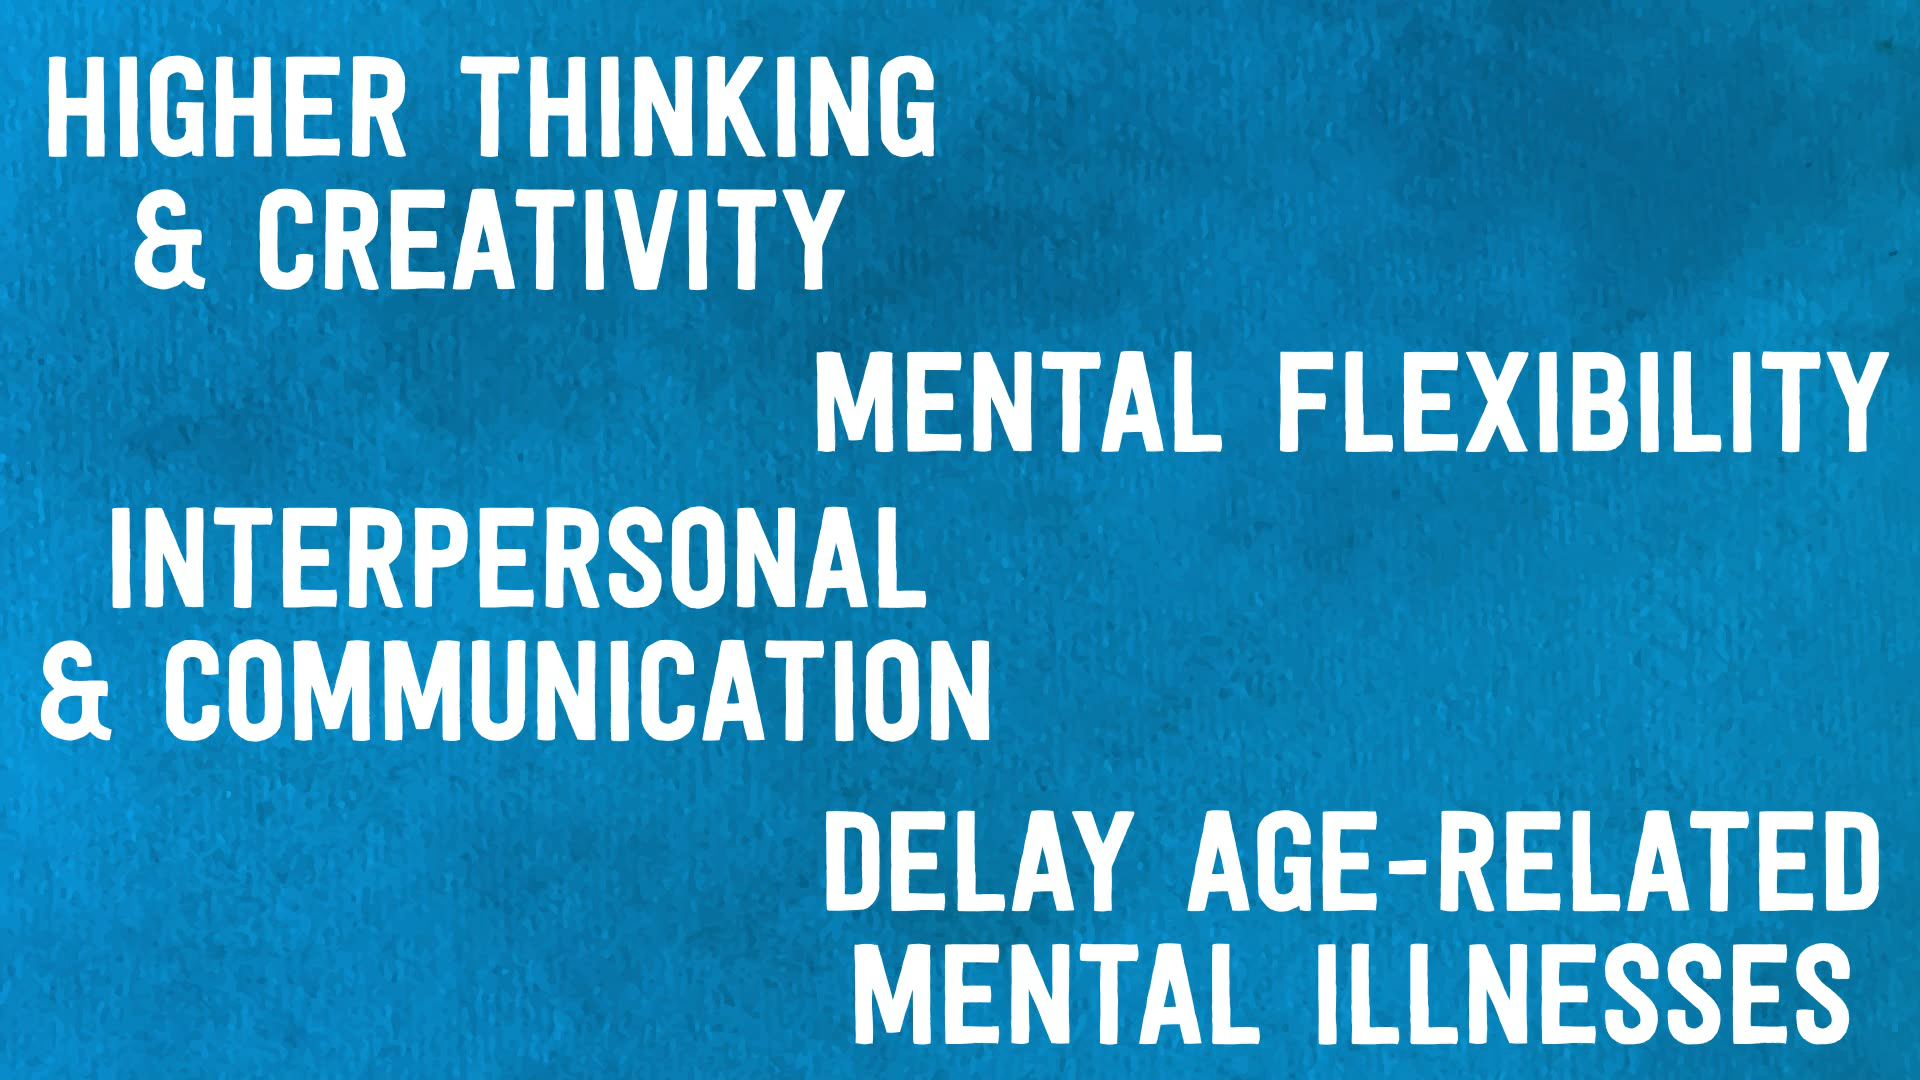 HIGHER THINKING
& CREATIVITY
MENTAL FLEXIBILITY
INTERPERSONAL
& COMMUNICATION
DELAY AGE-RELATED
MENTAL ILLNESSES